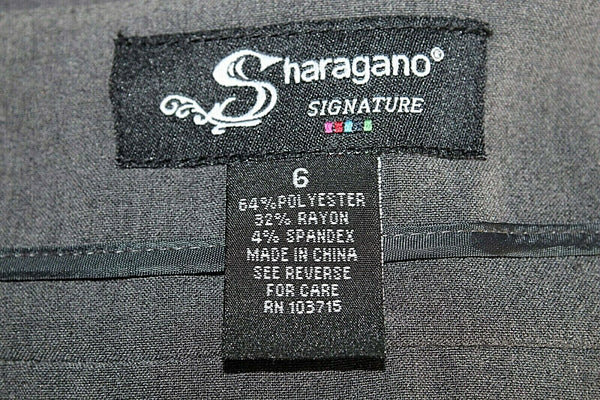 Sharagano®
SIGNATURE
6
64%POLYESTER
32% RAYON
4% SPANDEX
MADE IN CHINA
SEE REVERSE
FOR CARE
RN 103715